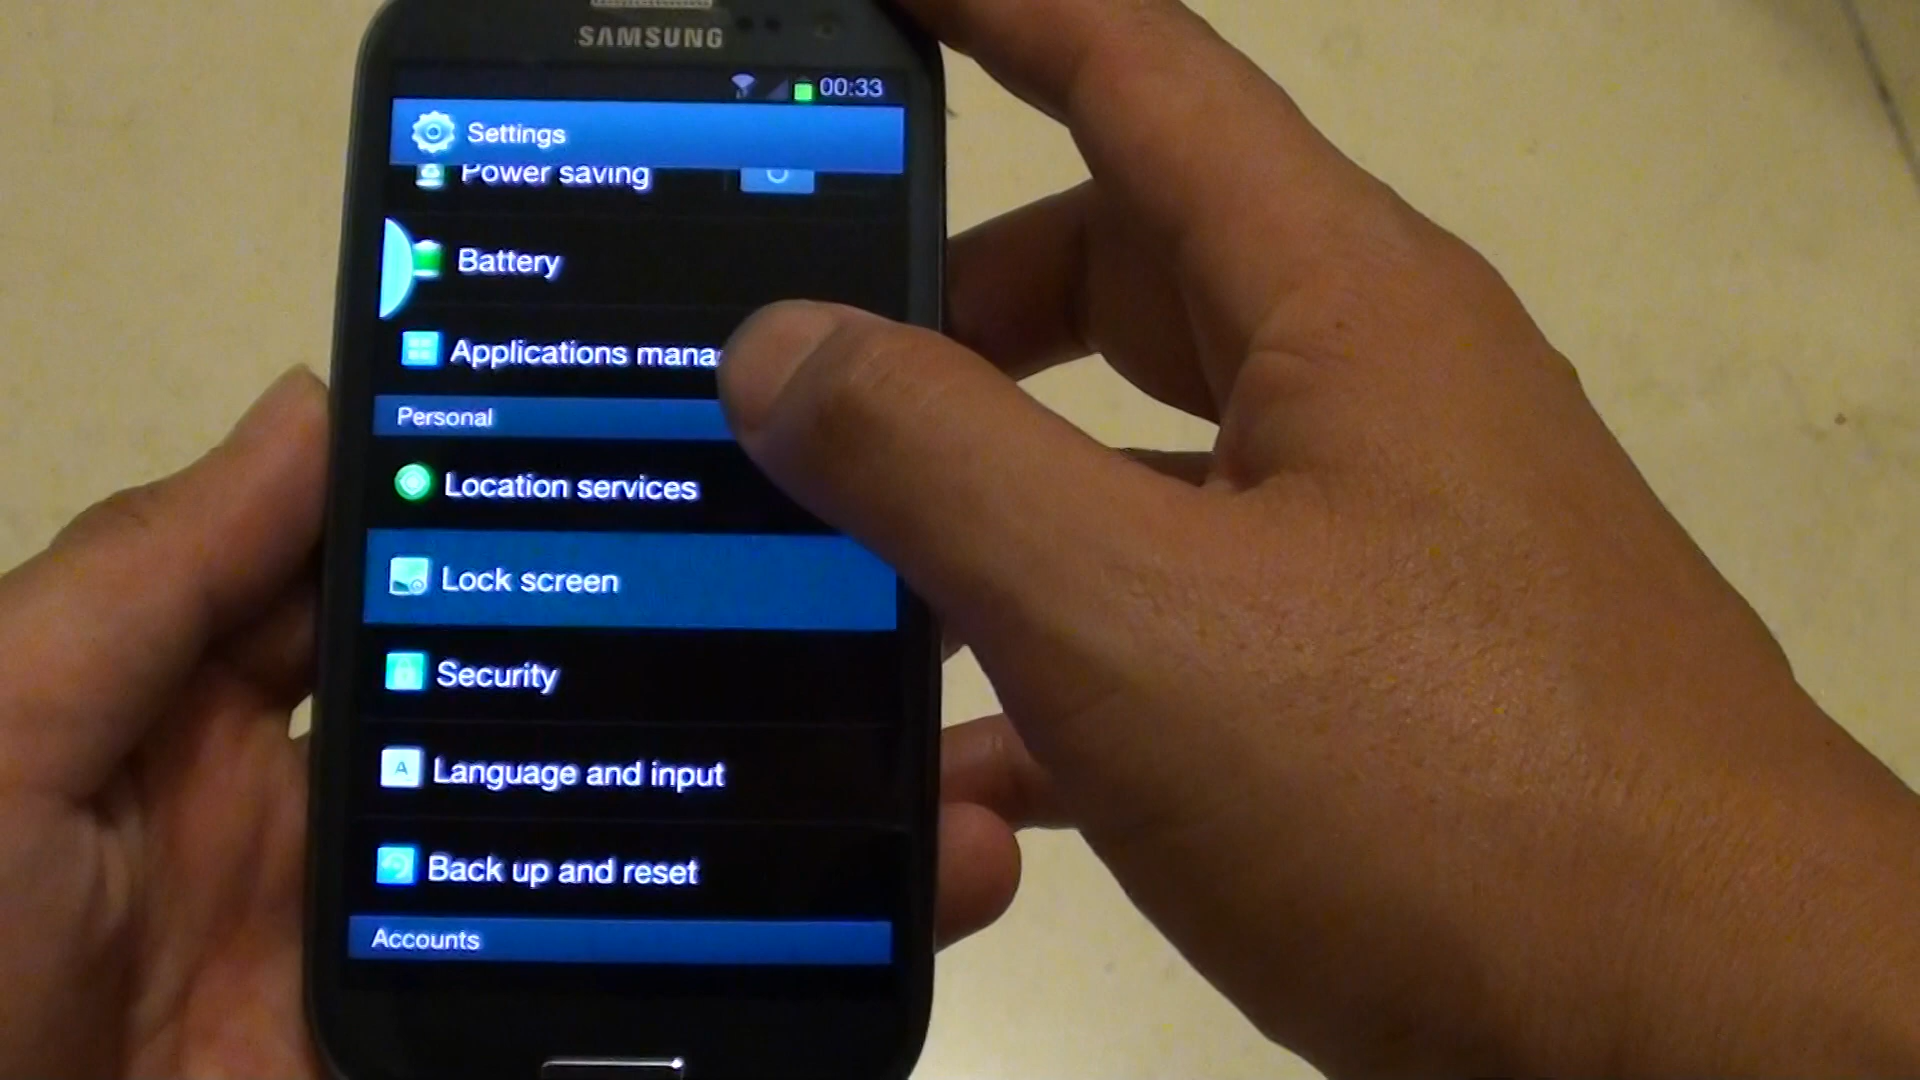 SAMSUNG
00:33
Settings
Power saving
Battery
Applications mana
Personal
Location services
Lock screen
Security
A
Language and input
Back up and reset
Accounts